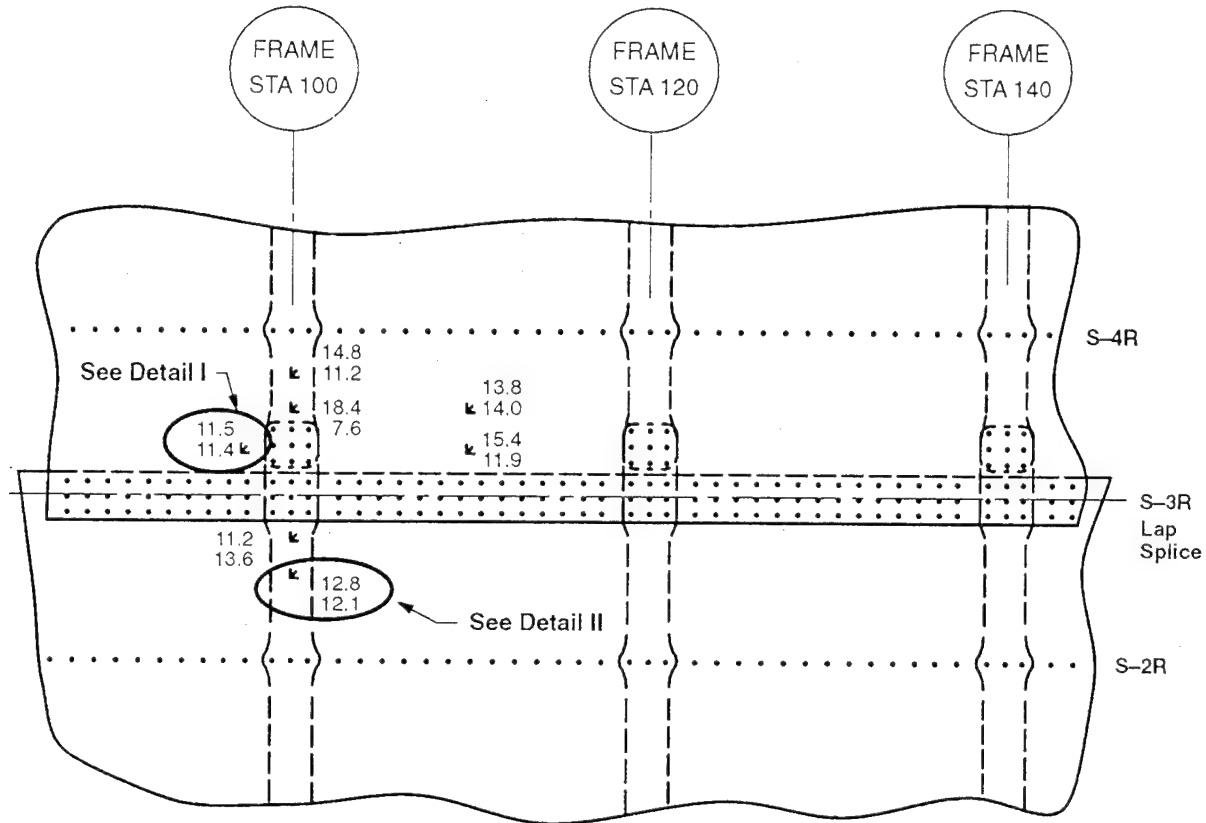 FRAME
STA 100
FRAME
STA 120
FRAME
STA 140
S–4R
14.8
11.2
See Detail I
13.8
14.0
18.4
7.6
11.5
11.4
15.4
11.9
S–3R
Lap
Splice
11.2
13.6
12.8
12.1
See Detail II
S–2R